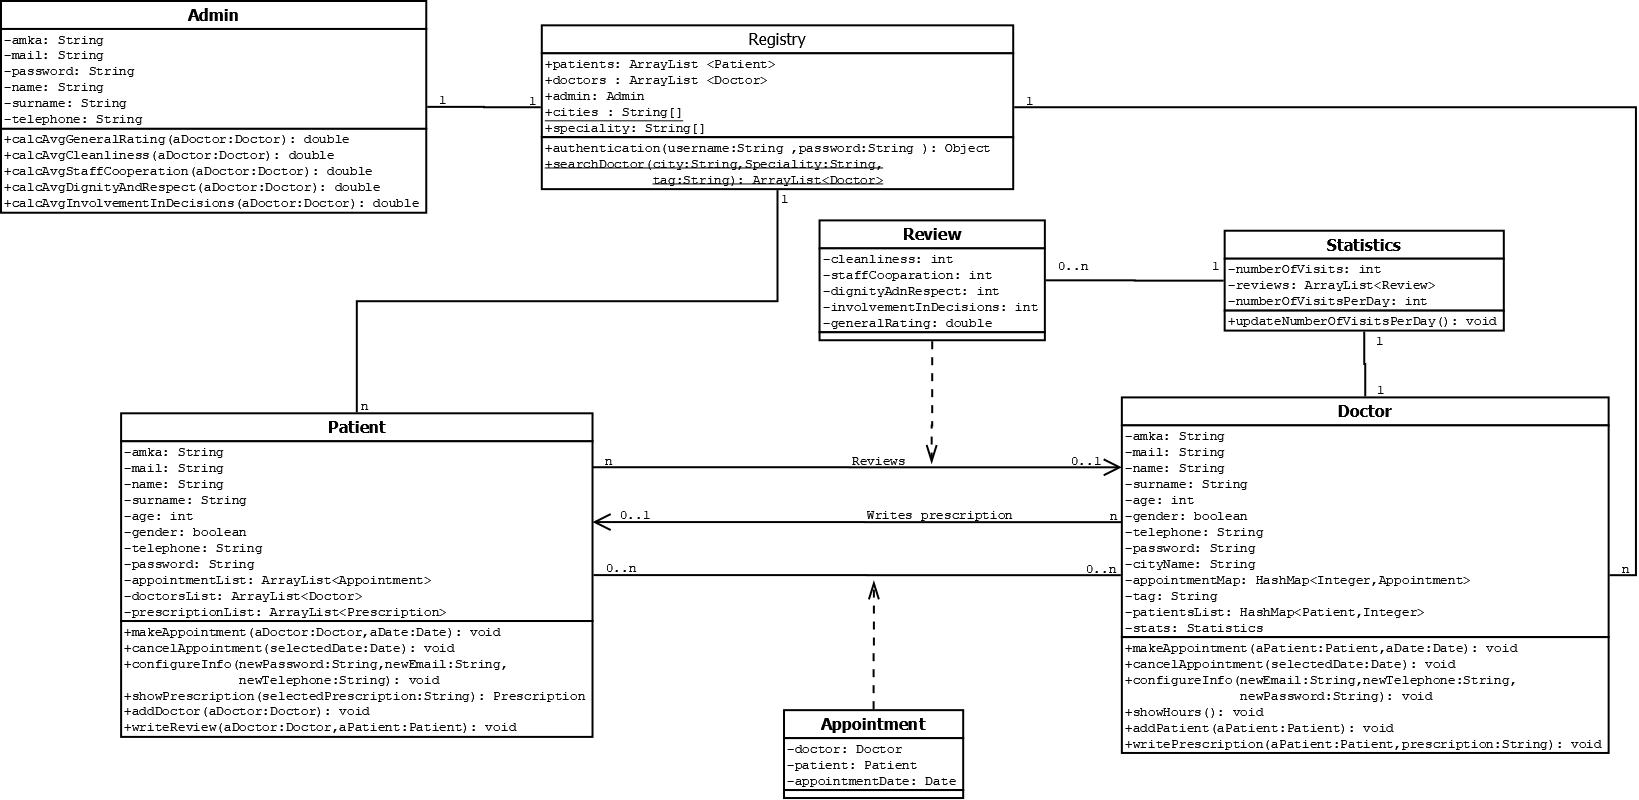 Admin
-amka: String
-mail: String
-password: String
-name: String
-surname: String
-telephone: String
+calcAvgGeneralRating(aDoctor:Doctor): double
+calcAvgCleanliness(aDoctor:Doctor): double
+calcAvgStaffCooperation(aDoctor:Doctor): double
+calcAvgDignityAndRespect(aDoctor:Doctor): double
+calcAvgInvolvementInDecisions(aDoctor:Doctor): double
1
1
Registry
+patients: ArrayList <Patient>
+doctors : ArrayList <Doctor>
+admin: Admin
+cities : String[]
+speciality: String[]
+authentication(username:String ,password:String ): Object
+searchDoctor(city:String,Speciality:String,
tag:String): ArrayList<Doctor>
1
1
Review
-cleanliness: int
-staffCooparation: int
-dignityAdnRespect: int
-involvementInDecisions: int
-generalRating: double
0..n
1
Statistics
-numberOfVisits: int
-reviews: ArrayList<Review>
-numberOfVisitsPerDay: int
+updateNumberOfVisitsPerDay(): void
1
1
n
Patient
-amka: String
-mail: String
-name: String
-surname: String
-age: int
-gender: boolean
-telephone: String
-password: String
-appointmentList: ArrayList<Appointment>
-doctorsList: ArrayList<Doctor>
-prescriptionList: ArrayList<Prescription>
+makeAppointment(aDoctor:Doctor,aDate:Date): void
+cancelAppointment(selectedDate:Date): void
+configureInfo(newPassword:String,newEmail:String,
newTelephone:String): void
+showPrescription(selectedPrescription:String): Prescription
+addDoctor(aDoctor:Doctor): void
+writeReview(aDoctor:Doctor,aPatient:Patient): void
n
Reviews
0..1
0..1
Writes prescription
n
0..n
0..n
Doctor
-amka: String
-mail: String
-name: String
-surname: String
-age: int
-gender: boolean
-telephone: String
-password: String
-cityName: String
-appointmentMap: HashMap<Integer,Appointment>
-tag: String
-patientsList: HashMap<Patient,Integer>
-stats: Statistics
+makeAppointment(aPatient:Patient,aDate:Date): void
+cancelAppointment(selectedDate:Date): void
+configureInfo(newEmail:String,newTelephone:String,
newPassword:String): void
+showHours(): void
+addPatient(aPatient:Patient): void
+writePrescription(aPatient:Patient,prescription:String): void
n
Appointment
-doctor: Doctor
-patient: Patient
-appointmentDate: Date